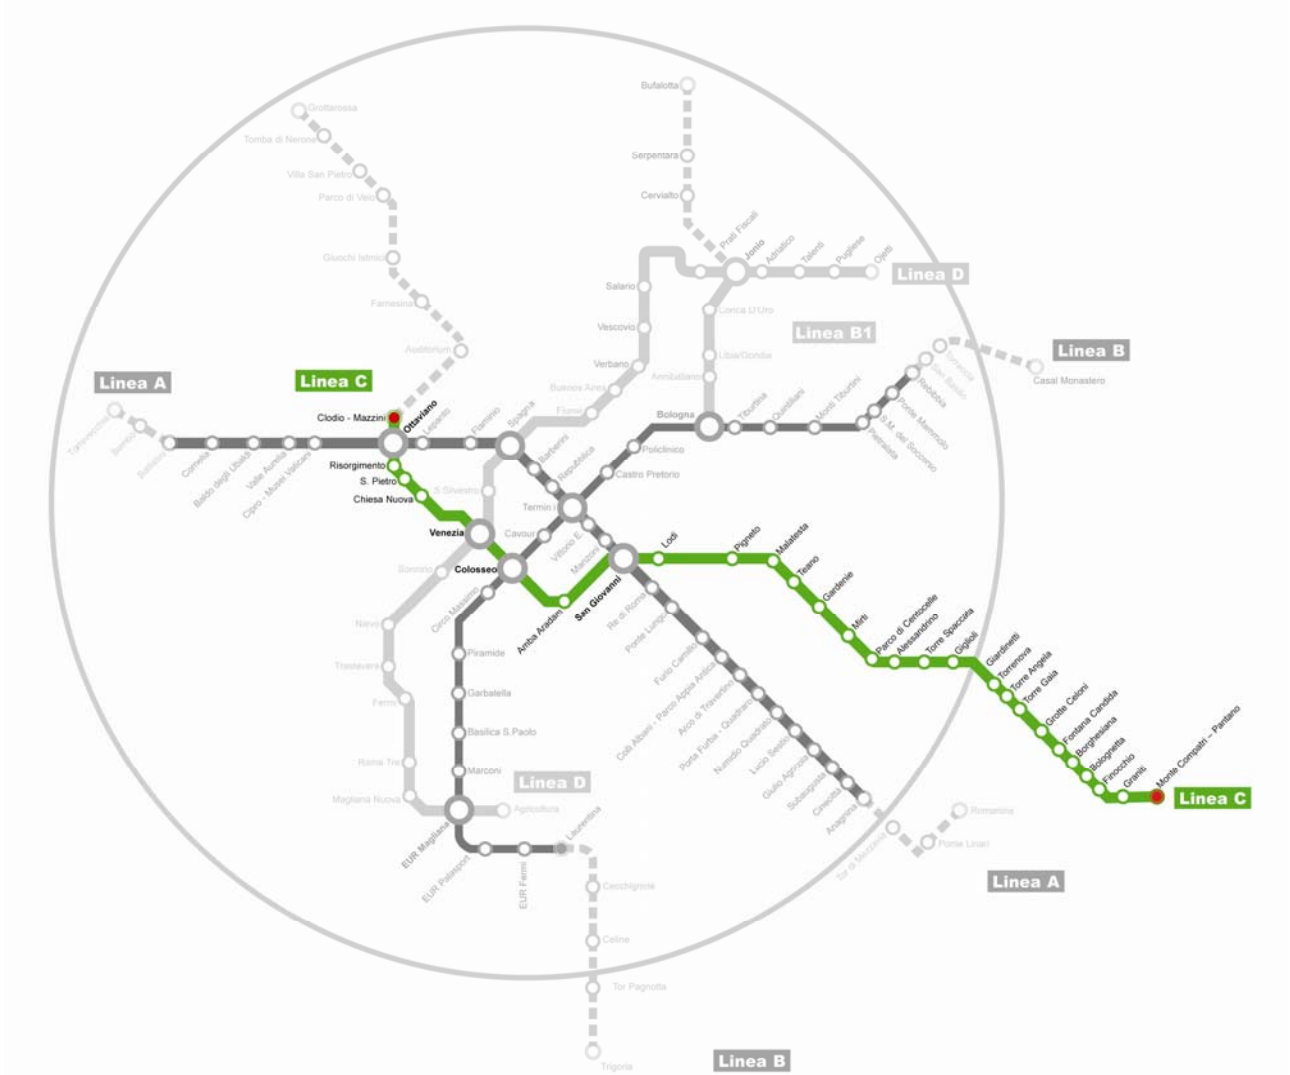 Bufalotta
Grottarossa
Tomba di Nerone
Serpentara
Villa San Pietro
Parco di Veio
Cervialto
Prati Fiscali
Jonio
Adriatico
Talenti
Pugliese
Ojetti
Linea D
Giuochi Istmici
Salario
Farnesina
Conca D'Oro
Vescovio
Linea B1
Auditorium
Libia/Gondia
Linea B
Verbano
Annibaliano
Casal Monastero
Linea A
Linea C
Buenos Aires
Rebibbia
Fiume
Clodio - Mazzini
Ottaviano
Lepanto
Flaminio
Spagna
Bologna
Tiburtina
Quintiliani
Monti Tiburtini
Pietralata
S.M. del Soccorso
Ponte Mammolo
Torrevecchia
Bembo
Battistini
Cornelia
Baldo degli Ubaldi
Valle Aurelia
Cipro - Musei Vaticani
Barberini
Repubblica
Policlinico
Castro Pretorio
Risorgimento
S. Pietro
Chiesa Nuova
S Silvestro
Termini
Venezia
Cavour
Vittorio E.
Manzoni
Lodi
Pigneto
Malatesta
Teano
Gardenie
Mirti
Parco di Centocelle
Alessandrino
Torre Spaccata
Giglioli
Giardinetti
Torrenova
Torre Angela
Torre Gaia
Grotte Celoni
Fontana Candida
Borghesiana
Bolognetta
Finocchio
Graniti
Monte Compatri – Pantano
Linea C
Sonnino
Colosseo
Circo Massimo
Amba Aradam
San Giovanni
Re di Roma
Ponte Lungo
Furio Camillo
Colli Albani - Parco Appia Antica
Arco di Travertino
Porta Furba - Quadraro
Numidio Quadrato
Lucio Sestio
Giulio Agricola
Subaugusta
Cinecittà
Anagnina
Nievo
Piramide
Trastevere
Garbatella
Fermi
Basilica S.Paolo
Roma Tre
Marconi
Linea D
Magliana Nuova
Agricoltura
EUR Magliana
EUR Palasport
EUR Fermi
Laurentina
Romanina
Ponte Linari
Tor di Mezzavia
Linea A
Cecchignola
Celine
Tor Pagnotta
Trigoria
Linea B